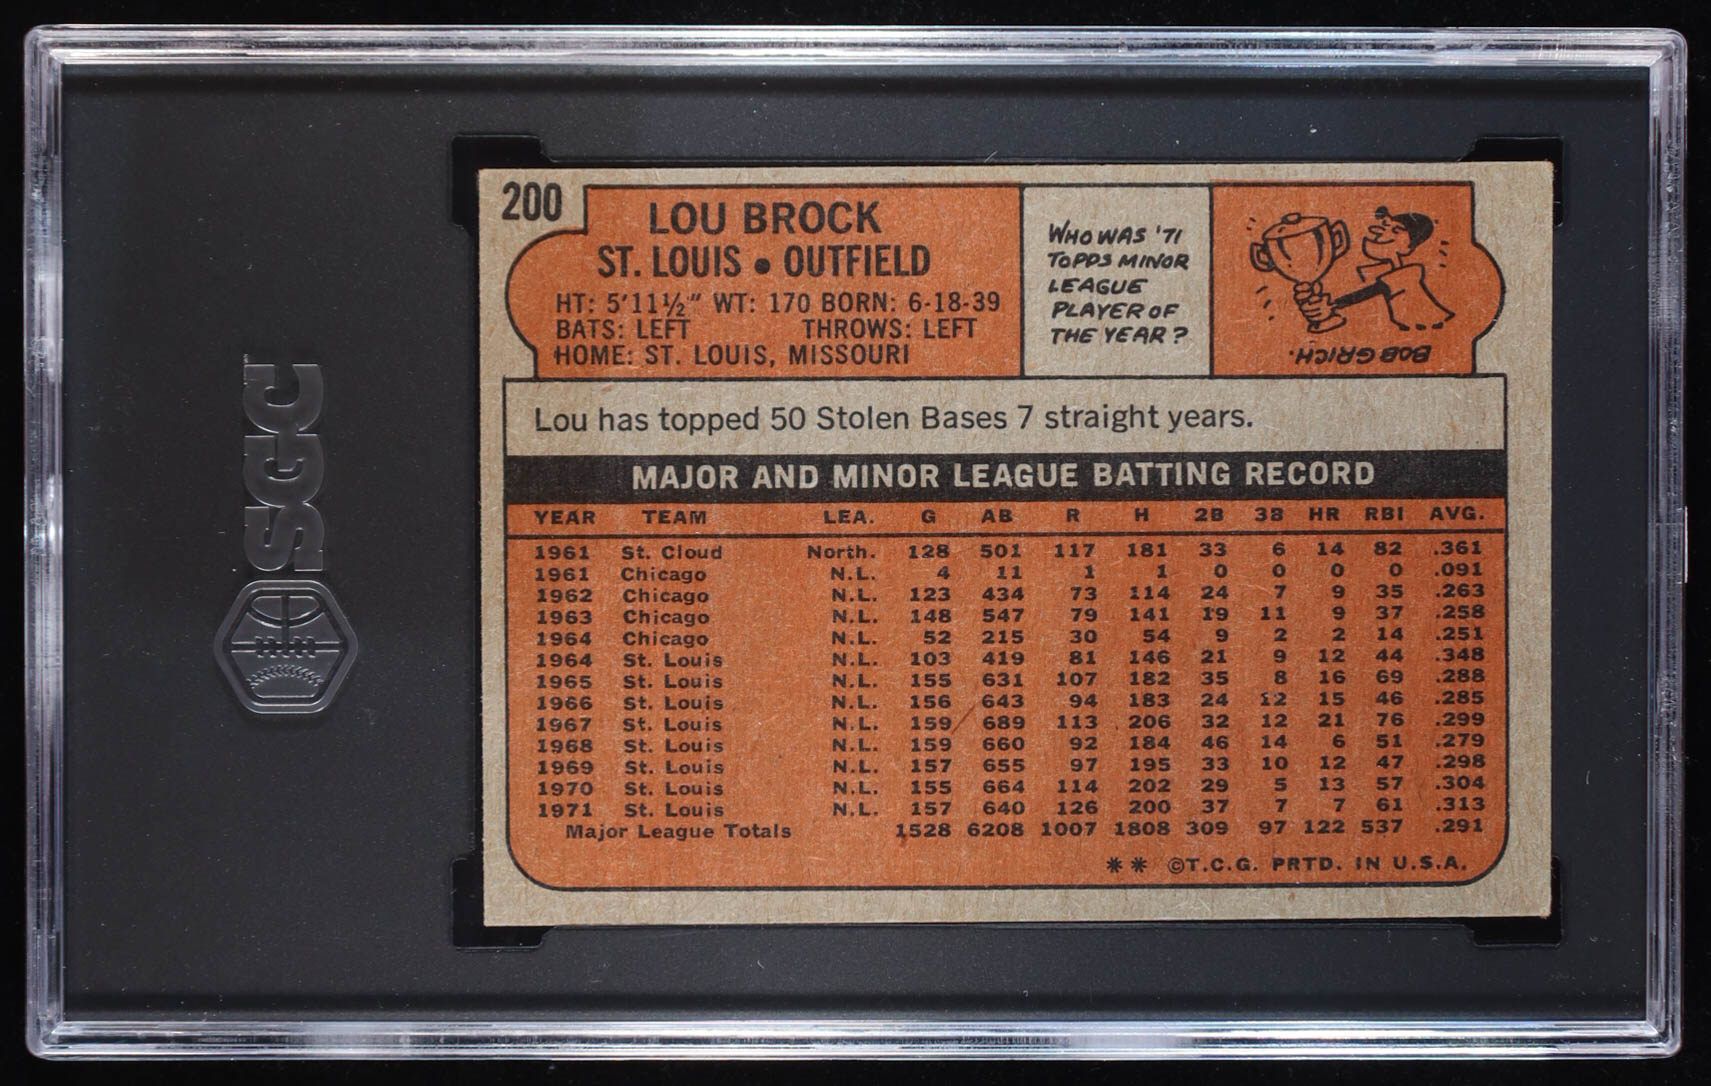 SGC
200
LOU BROCK
ST. LOUIS • OUTFIELD
HT: 5'11½" WT: 170 BORN: 6-18-39
BATS: LEFT THROWS: LEFT
HOME: ST. LOUIS, MISSOURI
WHO WAS '71
TOPPS MINOR
LEAGUE
PLAYER OF
THE YEAR?
BOB GRICH.
Lou has topped 50 Stolen Bases 7 straight years.
MAJOR AND MINOR LEAGUE BATTING RECORD
YEAR TEAM LEA. G AB R H 2B 3B HR RBI AVG.
1961 St. Cloud North. 128 501 117 181 33 6 14 82 .361
1961 Chicago N.L. 4 11 1 1 0 0 0 0 .091
1962 Chicago N.L. 123 434 73 114 24 7 9 35 .263
1963 Chicago N.L. 148 547 79 141 19 11 9 37 .258
1964 Chicago N.L. 52 215 30 54 9 2 2 14 .251
1964 St. Louis N.L. 103 419 81 146 21 9 12 44 .348
1965 St. Louis N.L. 155 631 107 182 35 8 16 69 .288
1966 St. Louis N.L. 156 643 94 183 24 12 15 46 .285
1967 St. Louis N.L. 159 689 113 206 32 12 21 76 .299
1968 St. Louis N.L. 159 660 92 184 46 14 6 51 .279
1969 St. Louis N.L. 157 655 97 195 33 10 12 47 .298
1970 St. Louis N.L. 155 664 114 202 29 5 13 57 .304
1971 St. Louis N.L. 157 640 126 200 37 7 7 61 .313
Major League Totals 1528 6208 1007 1808 309 97 122 537 .291
** ©T.C.G. PRTD. IN U.S.A.